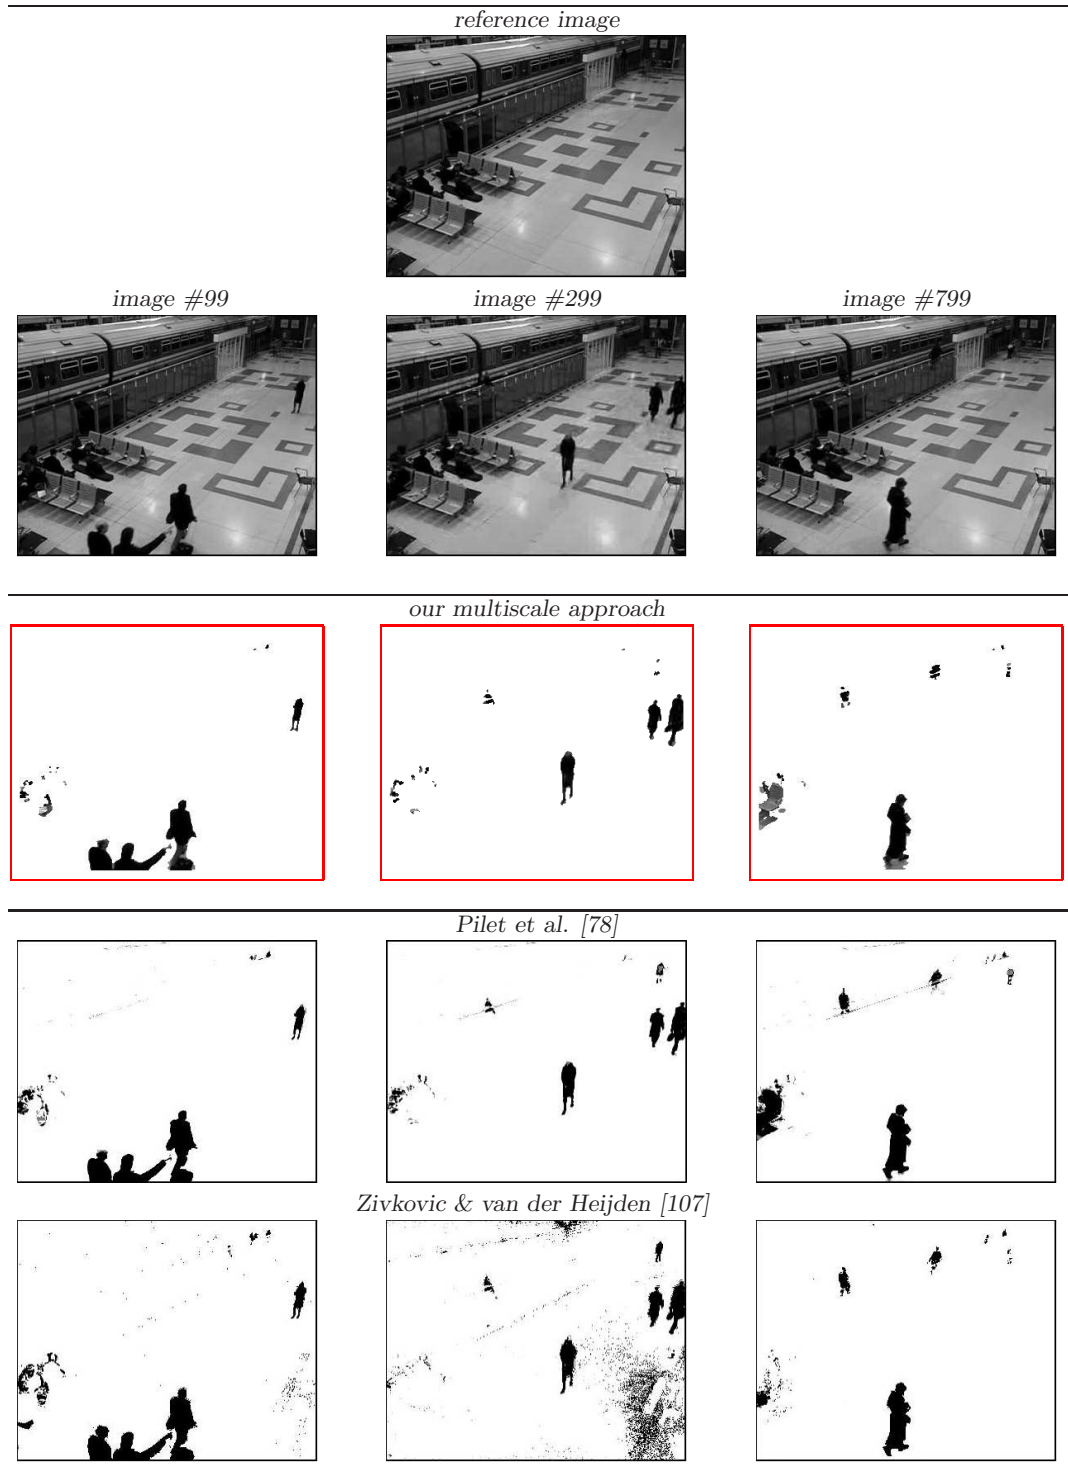 reference image
image #99
image #299
image #799
our multiscale approach
Pilet et al. [78]
Zivkovic & van der Heijden [107]